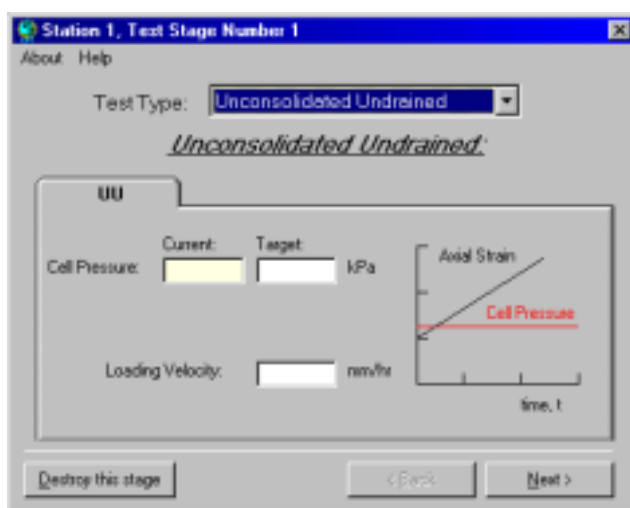 Station 1, Test Stage Number 1
About Help
Test Type: Unconsolidated Undrained
Unconsolidated Undrained:
UU
Current: Target:
Cell Pressure: kPa
Axial Strain
Cell Pressure
Loading Velocity: mm/hr
time, t
Destroy this stage < Back Next >